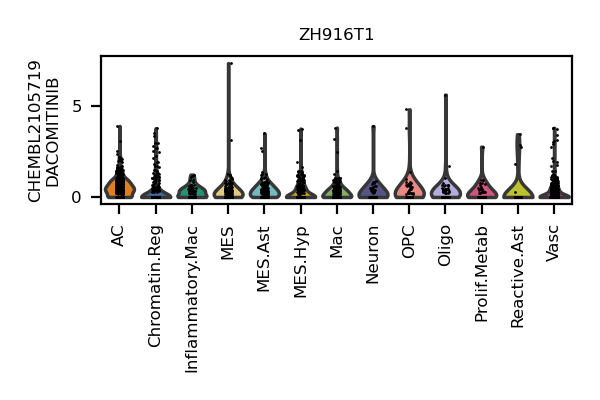 ZH916T1
CHEMBL2105719
DACOMITINIB
5
0
AC
Chromatin.Reg
Inflammatory.Mac
MES
MES.Ast
MES.Hyp
Mac
Neuron
OPC
Oligo
Prolif.Metab
Reactive.Ast
Vasc